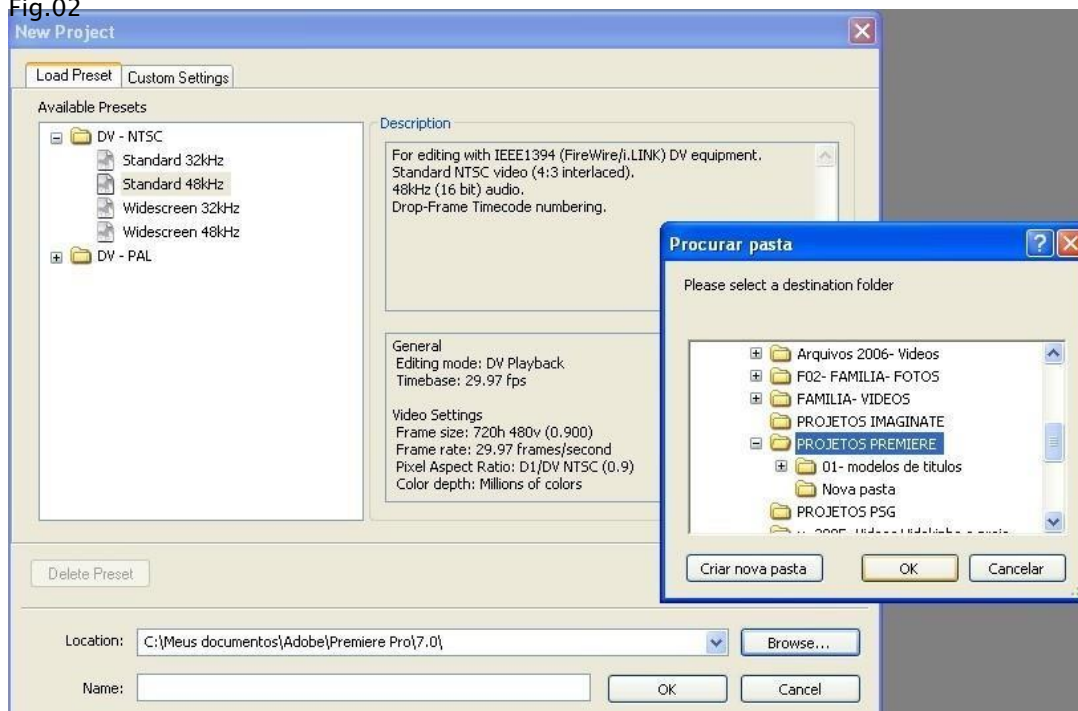 Fig.02
New Project
Load Preset
Custom Settings
Available Presets
DV - NTSC
Standard 32kHz
Standard 48kHz
Widescreen 32kHz
Widescreen 48kHz
DV - PAL
Description
For editing with IEEE1394 (FireWire/i.LINK) DV equipment.
Standard NTSC video (4:3 interlaced).
48kHz (16 bit) audio.
Drop-Frame Timecode numbering.
General
Editing mode: DV Playback
Timebase: 29.97 fps
Video Settings
Frame size: 720h 480v (0.900)
Frame rate: 29.97 frames/second
Pixel Aspect Ratio: D1/DV NTSC (0.9)
Color depth: Millions of colors
Procurar pasta
Please select a destination folder
Arquivos 2006- Videos
F02- FAMILIA- FOTOS
FAMILIA- VIDEOS
PROJETOS IMAGINATE
PROJETOS PREMIERE
01- modelos de titulos
Nova pasta
PROJETOS PSG
Criar nova pasta
OK
Cancelar
Delete Preset
Location:
C:\Meus documentos\Adobe\Premiere Pro\7.0\
Browse...
Name:
OK
Cancel